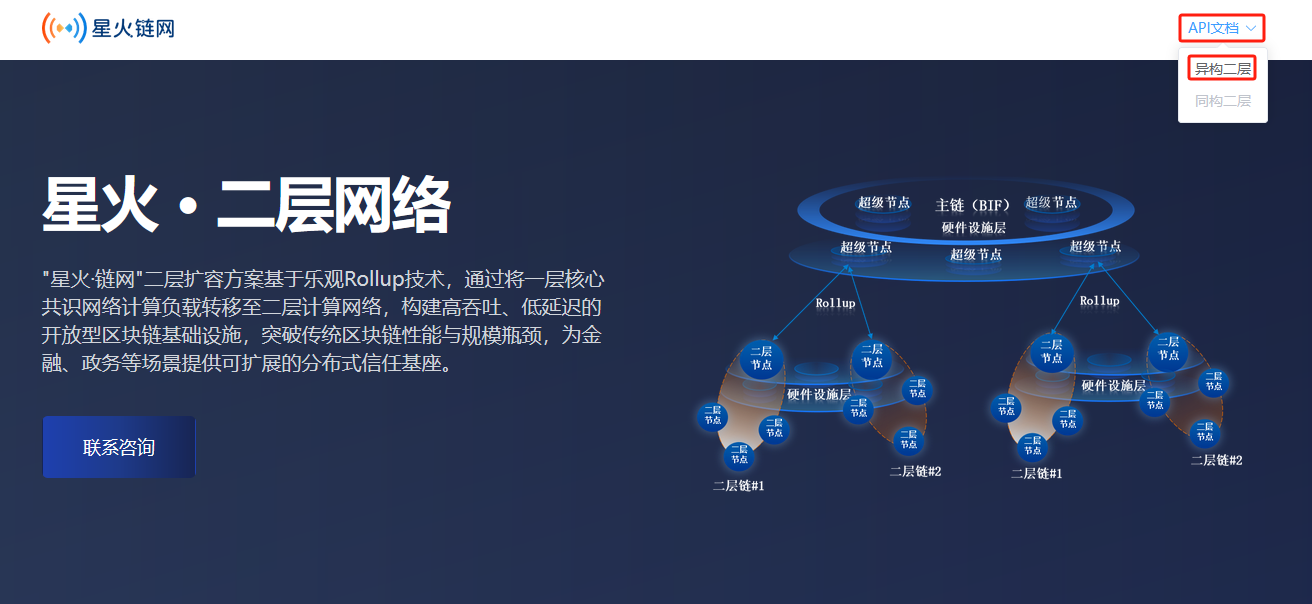 星火链网
API文档
异构二层
同构二层
星火·二层网络
"星火·链网"二层扩容方案基于乐观Rollup技术，通过将一层核心
共识网络计算负载转移至二层计算网络，构建高吞吐、低延迟的
开放型区块链基础设施，突破传统区块链性能与规模瓶颈，为金
融、政务等场景提供可扩展的分布式信任基座。
联系咨询
超级节点
主链（BIF）
超级节点
硬件设施层
超级节点
超级节点
超级节点
Rollup
Rollup
二层
节点
二层
节点
二层
节点
二层
节点
硬件设施层
硬件设施层
二层
节点
二层
节点
二层
节点
二层
节点
二层
节点
二层
节点
二层
节点
二层
节点
二层
节点
二层
节点
二层
节点
二层
节点
二层链#1
二层链#2
二层链#1
二层链#2